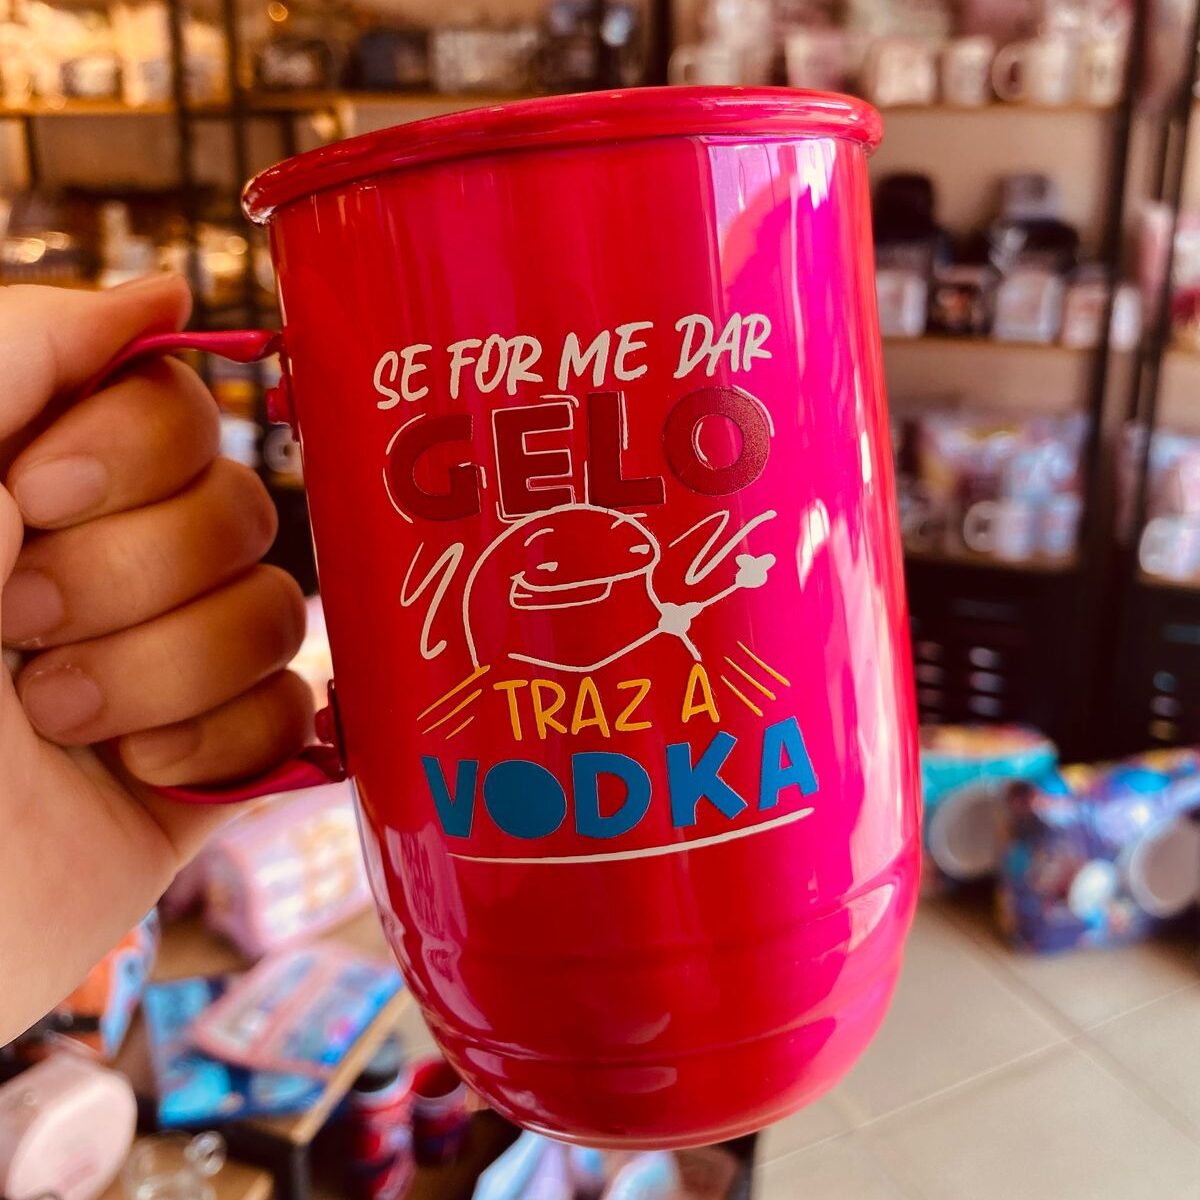 SE FOR ME DAR
GELO
TRAZ A
VODKA